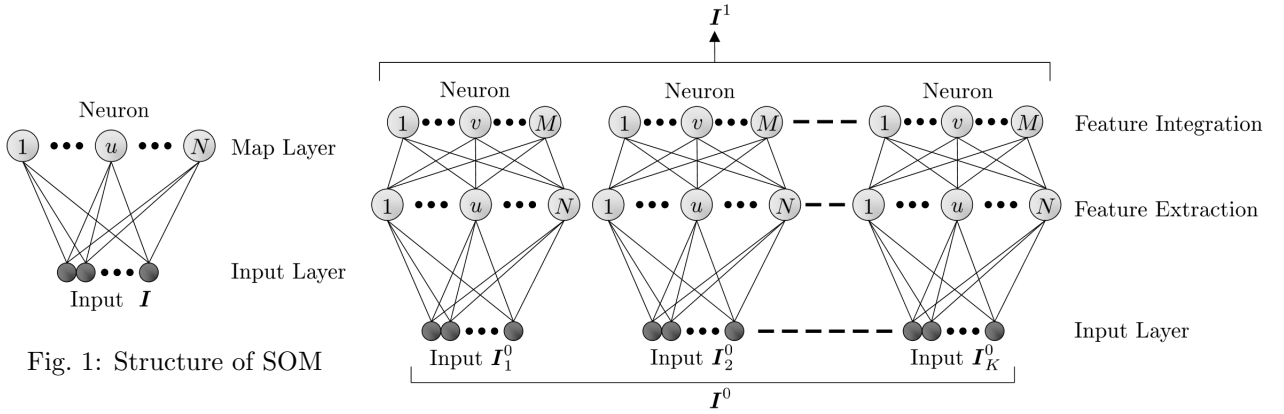 Neuron
1 u N Map Layer
Input Layer
Input I
Fig. 1: Structure of SOM
I^1
Neuron Neuron Neuron
1 v M 1 v M 1 v M Feature Integration
1 u N 1 u N 1 u N Feature Extraction
Input Layer
Input I_1^0 Input I_2^0 Input I_K^0
I^0